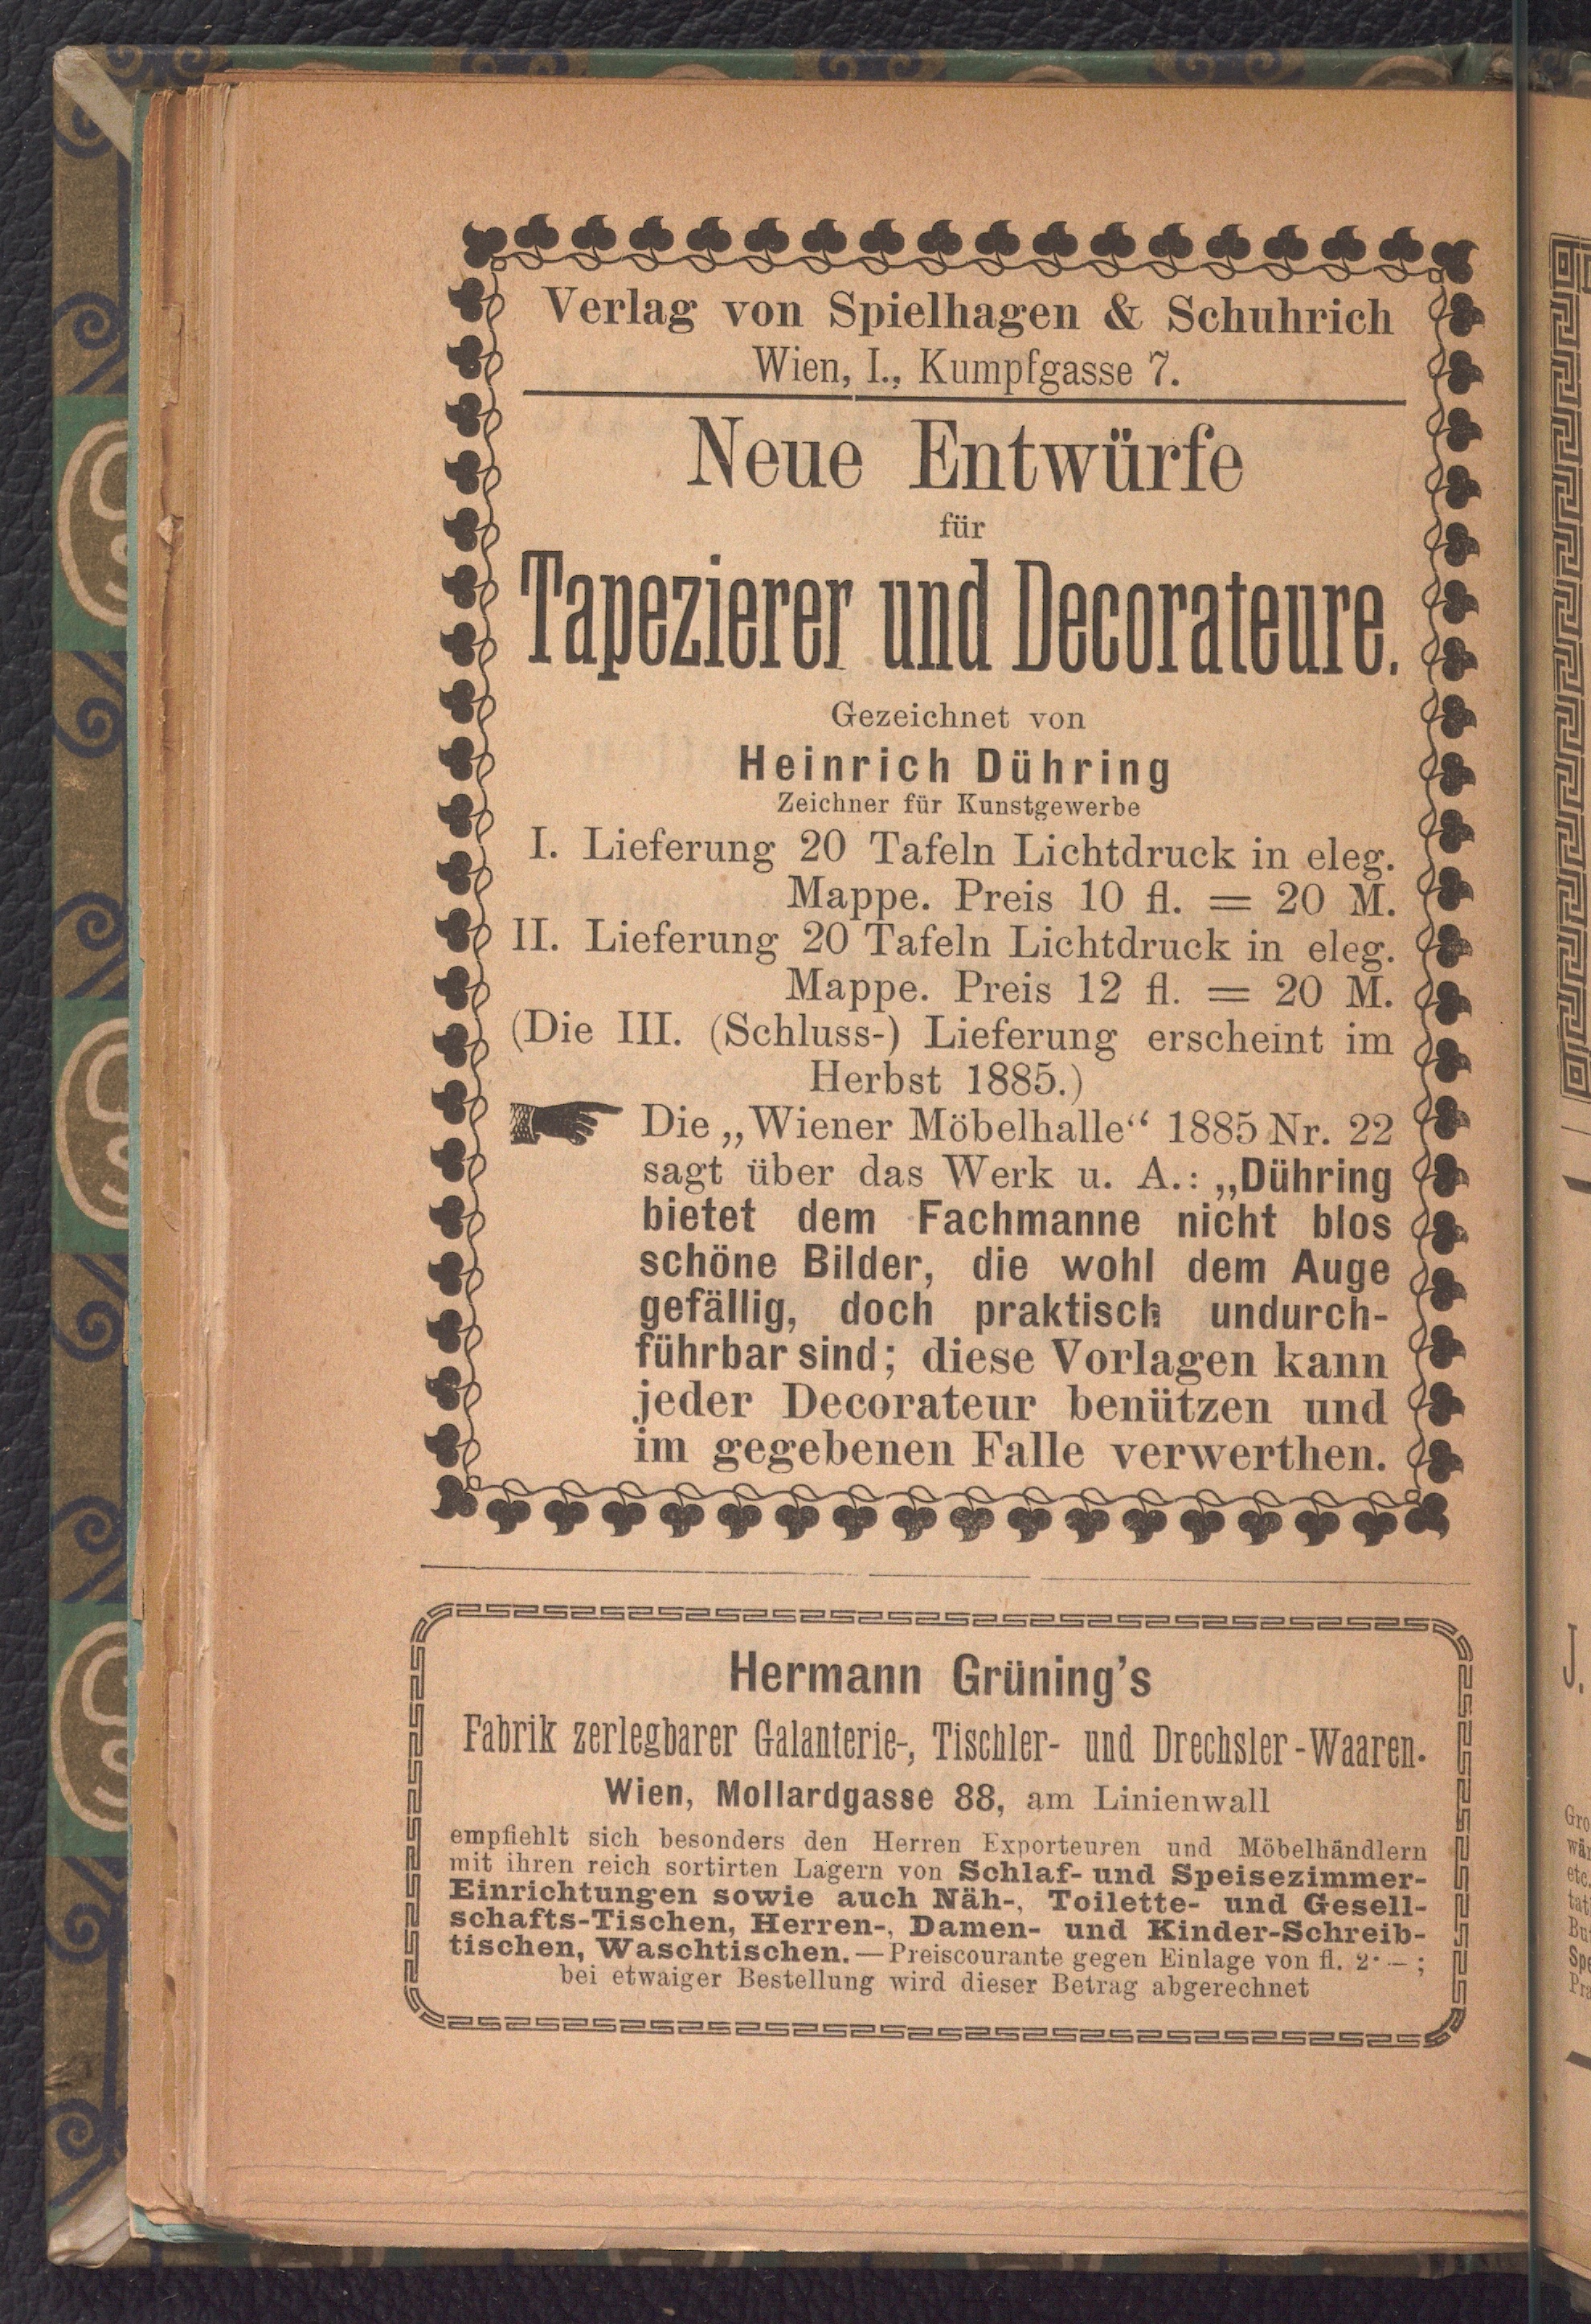 Verlag von Spielhagen & Schuhrich
Wien, I., Kumpfgasse 7.
Neue Entwürfe
für
Tapezierer und Decorateure.
Gezeichnet von
Heinrich Dühring
Zeichner für Kunstgewerbe
I. Lieferung 20 Tafeln Lichtdruck in eleg.
Mappe. Preis 10 fl. = 20 M.
II. Lieferung 20 Tafeln Lichtdruck in eleg.
Mappe. Preis 12 fl. = 20 M.
(Die III. (Schluss-) Lieferung erscheint im
Herbst 1885.)
Die „Wiener Möbelhalle“ 1885 Nr. 22
sagt über das Werk u. A.: „Dühring
bietet dem Fachmanne nicht blos
schöne Bilder, die wohl dem Auge
gefällig, doch praktisch undurch-
führbar sind; diese Vorlagen kann
jeder Decorateur benützen und
im gegebenen Falle verwerthen.
Hermann Grüning's
Fabrik zerlegbarer Galanterie-, Tischler- und Drechsler-Waaren.
Wien, Mollardgasse 88, am Linienwall
empfiehlt sich besonders den Herren Exporteuren und Möbelhändlern
mit ihren reich sortirten Lagern von Schlaf- und Speisezimmer-
Einrichtungen sowie auch Näh-, Toilette- und Gesell-
schafts-Tischen, Herren-, Damen- und Kinder-Schreib-
tischen, Waschtischen. — Preiscourante gegen Einlage von fl. 2·— ;
bei etwaiger Bestellung wird dieser Betrag abgerechnet
J.